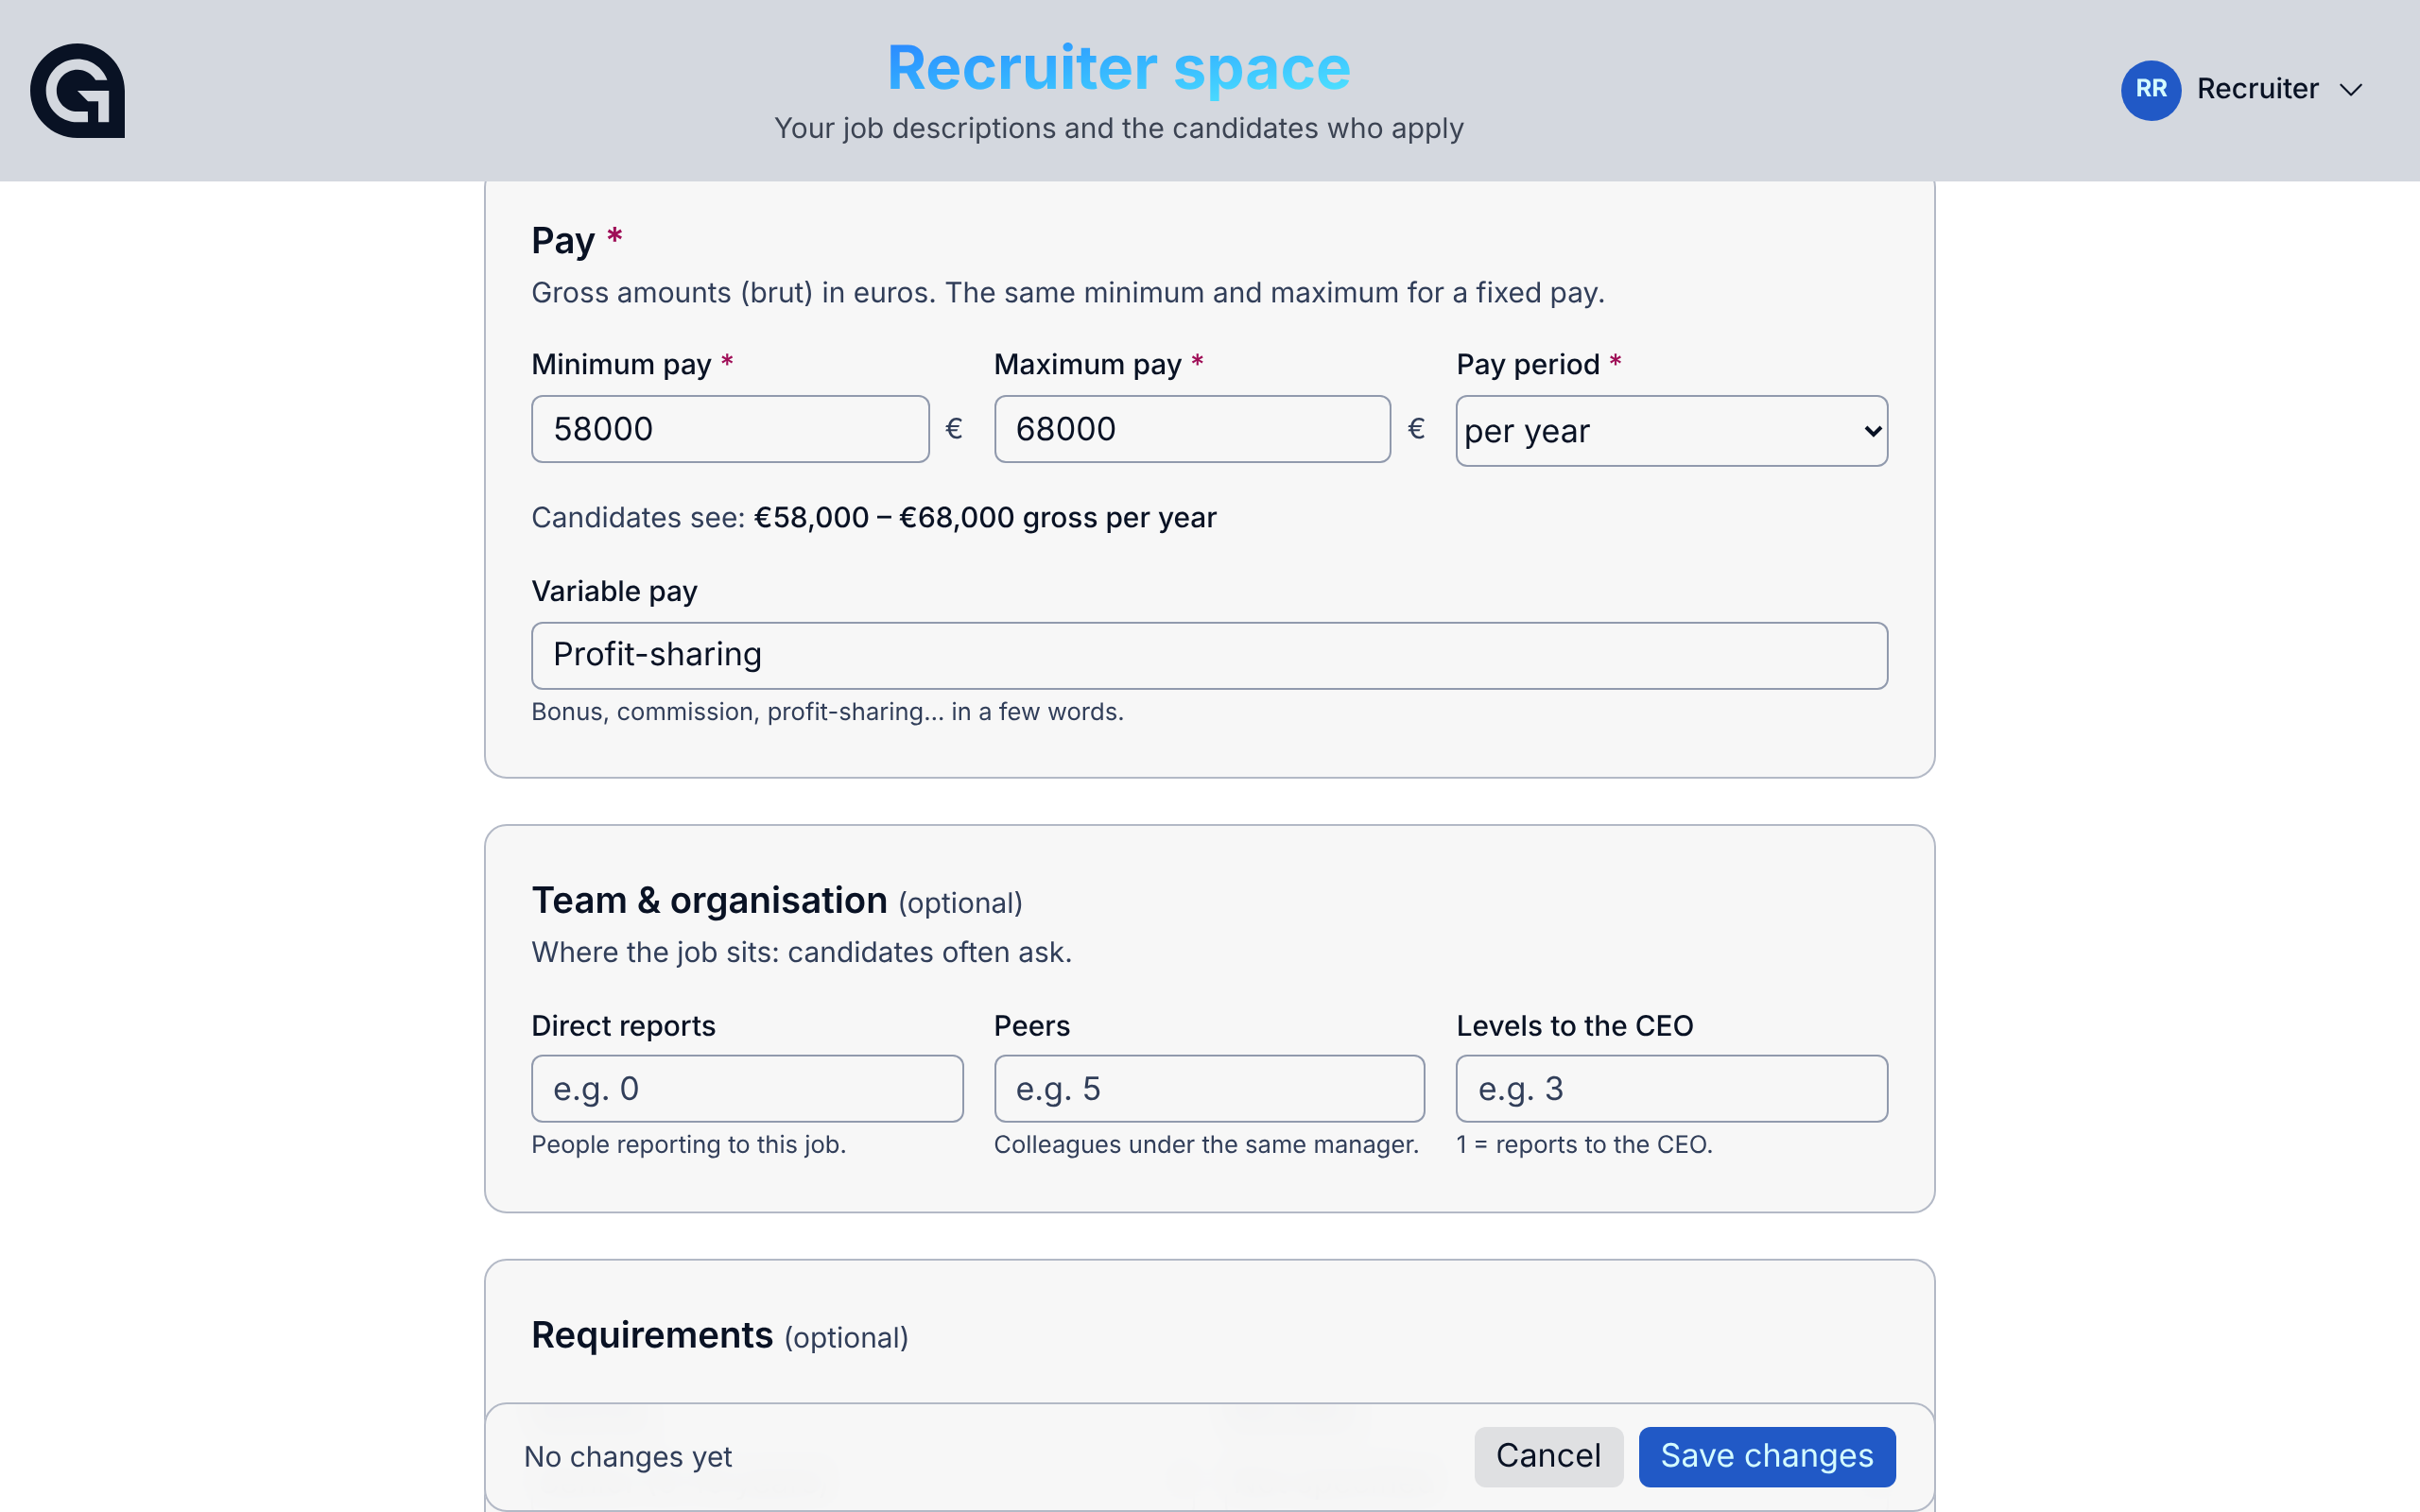 Recruiter space
Your job descriptions and the candidates who apply
RR Recruiter
Pay *
Gross amounts (brut) in euros. The same minimum and maximum for a fixed pay.
Minimum pay * Maximum pay * Pay period *
58000 € 68000 € per year
Candidates see: €58,000 – €68,000 gross per year
Variable pay
Profit-sharing
Bonus, commission, profit-sharing... in a few words.
Team & organisation (optional)
Where the job sits: candidates often ask.
Direct reports Peers Levels to the CEO
e.g. 0 e.g. 5 e.g. 3
People reporting to this job. Colleagues under the same manager. 1 = reports to the CEO.
Requirements (optional)
No changes yet Cancel Save changes